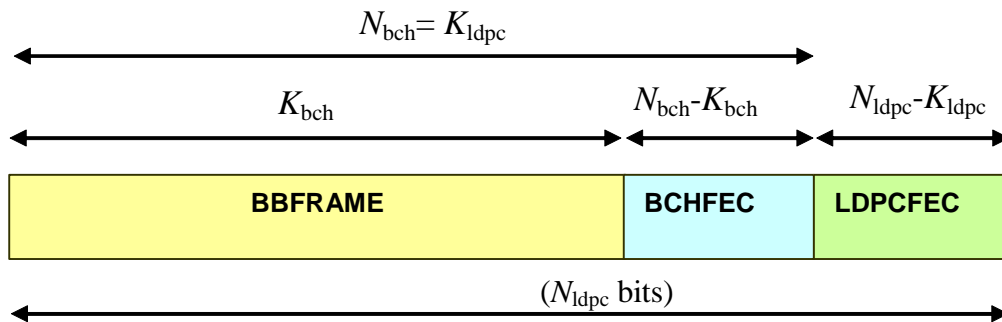 N_bch= K_ldpc
K_bch
N_bch-K_bch
N_ldpc-K_ldpc
BBFRAME
BCHFEC
LDPCFEC
(N_ldpc bits)